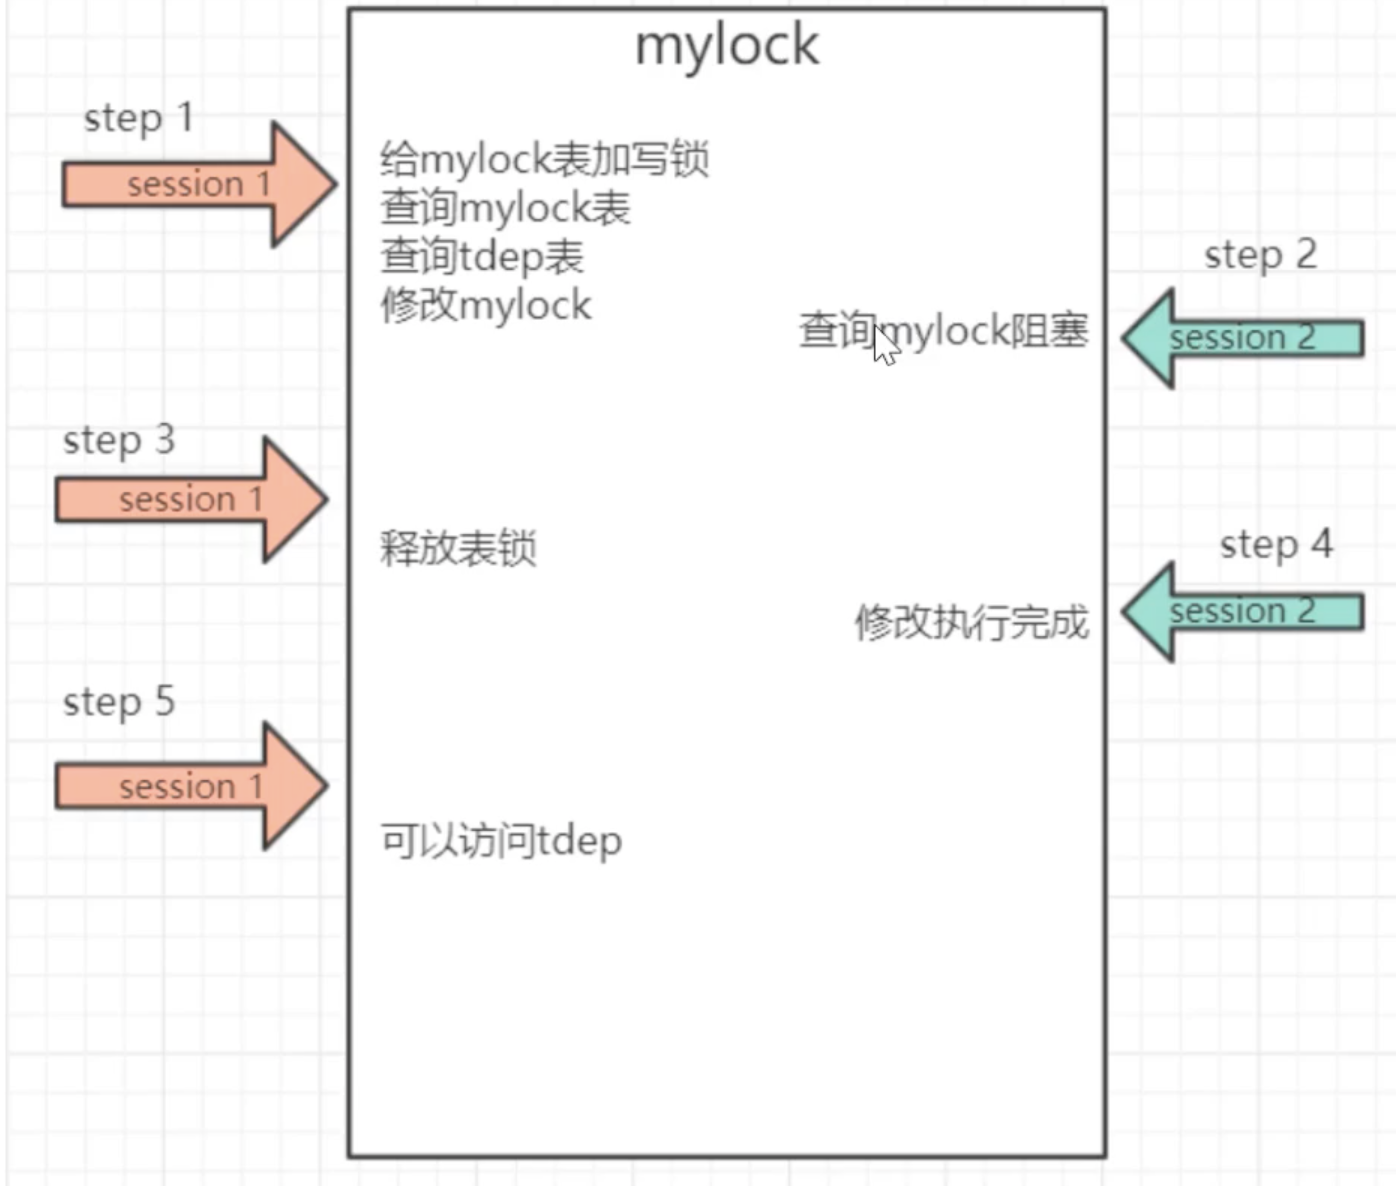 mylock
step 1
session 1
给mylock表加写锁
查询mylock表
查询tdep表
修改mylock
step 2
查询mylock阻塞
session 2
step 3
session 1
释放表锁
step 4
session 2
修改执行完成
step 5
session 1
可以访问tdep